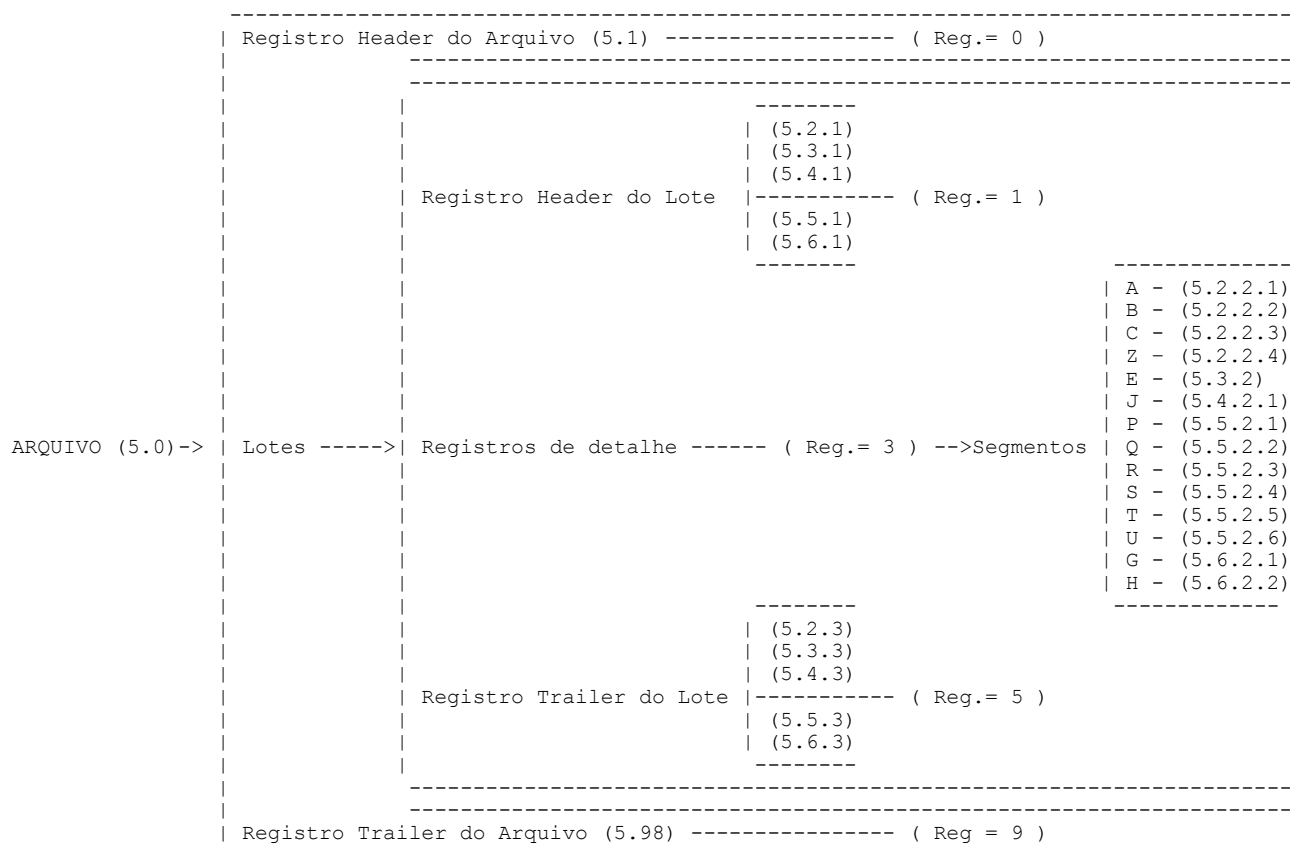 Registro Header do Arquivo (5.1) ------------------ ( Reg.= 0 )
(5.2.1)
(5.3.1)
(5.4.1)
Registro Header do Lote |----------- ( Reg.= 1 )
(5.5.1)
(5.6.1)
A - (5.2.2.1)
B - (5.2.2.2)
C - (5.2.2.3)
Z - (5.2.2.4)
E - (5.3.2)
J - (5.4.2.1)
P - (5.5.2.1)
ARQUIVO (5.0)-> | Lotes ----->| Registros de detalhe ------ ( Reg.= 3 ) -->Segmentos | Q - (5.5.2.2)
R - (5.5.2.3)
S - (5.5.2.4)
T - (5.5.2.5)
U - (5.5.2.6)
G - (5.6.2.1)
H - (5.6.2.2)
(5.2.3)
(5.3.3)
(5.4.3)
Registro Trailer do Lote |----------- ( Reg.= 5 )
(5.5.3)
(5.6.3)
Registro Trailer do Arquivo (5.98) ---------------- ( Reg = 9 )